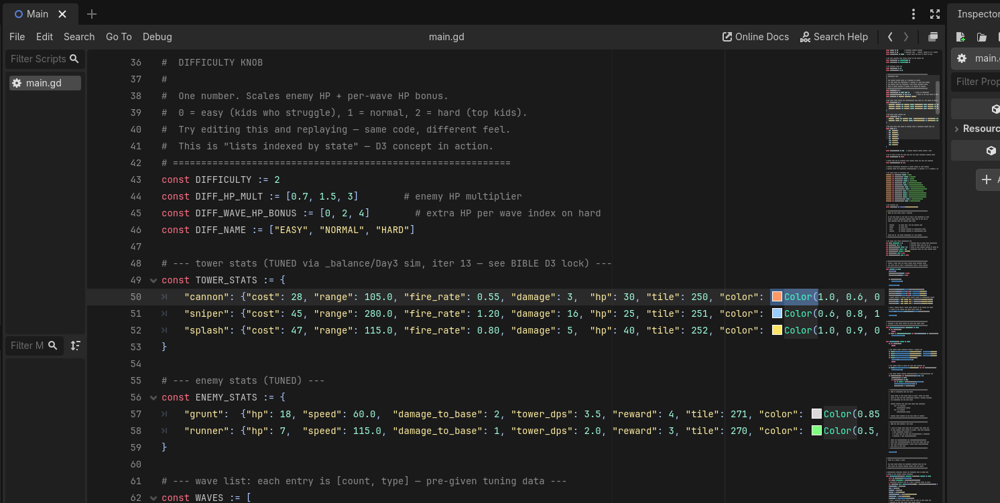 Main
Inspector
File Edit Search Go To Debug
main.gd
Online Docs Search Help
Filter Scripts
main.gd
main.
Filter Prop
Resourc
Filter M
36 # DIFFICULTY KNOB
37 #
38 # One number. Scales enemy HP + per-wave HP bonus.
39 # 0 = easy (kids who struggle), 1 = normal, 2 = hard (top kids).
40 # Try editing this and replaying — same code, different feel.
41 # This is "lists indexed by state" — D3 concept in action.
42 # ============================================================
43 const DIFFICULTY := 2
44 const DIFF_HP_MULT := [0.7, 1.5, 3] # enemy HP multiplier
45 const DIFF_WAVE_HP_BONUS := [0, 2, 4] # extra HP per wave index on hard
46 const DIFF_NAME := ["EASY", "NORMAL", "HARD"]
47
48 # --- tower stats (TUNED via _balance/Day3 sim, iter 13 — see BIBLE D3 lock) ---
49 const TOWER_STATS := {
50 "cannon": {"cost": 28, "range": 105.0, "fire_rate": 0.55, "damage": 3, "hp": 30, "tile": 250, "color": Color(1.0, 0.6, 0
51 "sniper": {"cost": 45, "range": 280.0, "fire_rate": 1.20, "damage": 16, "hp": 25, "tile": 251, "color": Color(0.6, 0.8, 1
52 "splash": {"cost": 47, "range": 115.0, "fire_rate": 0.80, "damage": 5, "hp": 40, "tile": 252, "color": Color(1.0, 0.9, 0
53 }
54
55 # --- enemy stats (TUNED) ---
56 const ENEMY_STATS := {
57 "grunt": {"hp": 18, "speed": 60.0, "damage_to_base": 2, "tower_dps": 3.5, "reward": 4, "tile": 271, "color": Color(0.85
58 "runner": {"hp": 7, "speed": 115.0, "damage_to_base": 1, "tower_dps": 2.0, "reward": 3, "tile": 270, "color": Color(0.5,
59 }
60
61 # --- wave list: each entry is [count, type] — pre-given tuning data ---
62 const WAVES := [